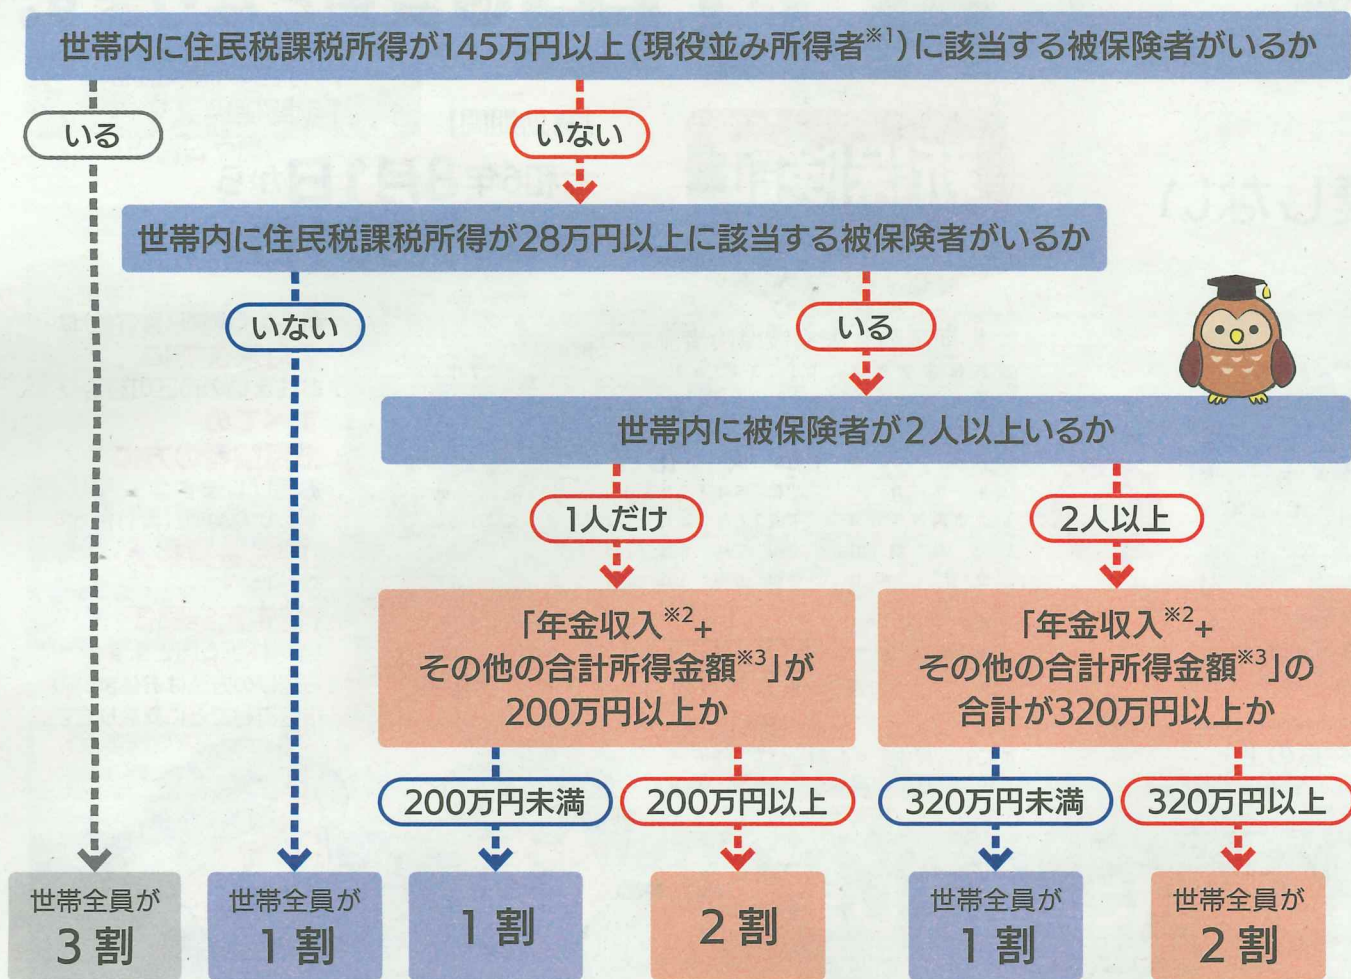 世帯内に住民税課税所得が145万円以上(現役並み所得者※1)に該当する被保険者がいるか
いる
いない
世帯内に住民税課税所得が28万円以上に該当する被保険者がいるか
いない
いる
世帯内に被保険者が2人以上いるか
1人だけ
2人以上
「年金収入※2+
その他の合計所得金額※3」が
200万円以上か
「年金収入※2+
その他の合計所得金額※3」の
合計が320万円以上か
200万円未満
200万円以上
320万円未満
320万円以上
世帯全員が
3割
世帯全員が
1割
1割
2割
世帯全員が
1割
世帯全員が
2割